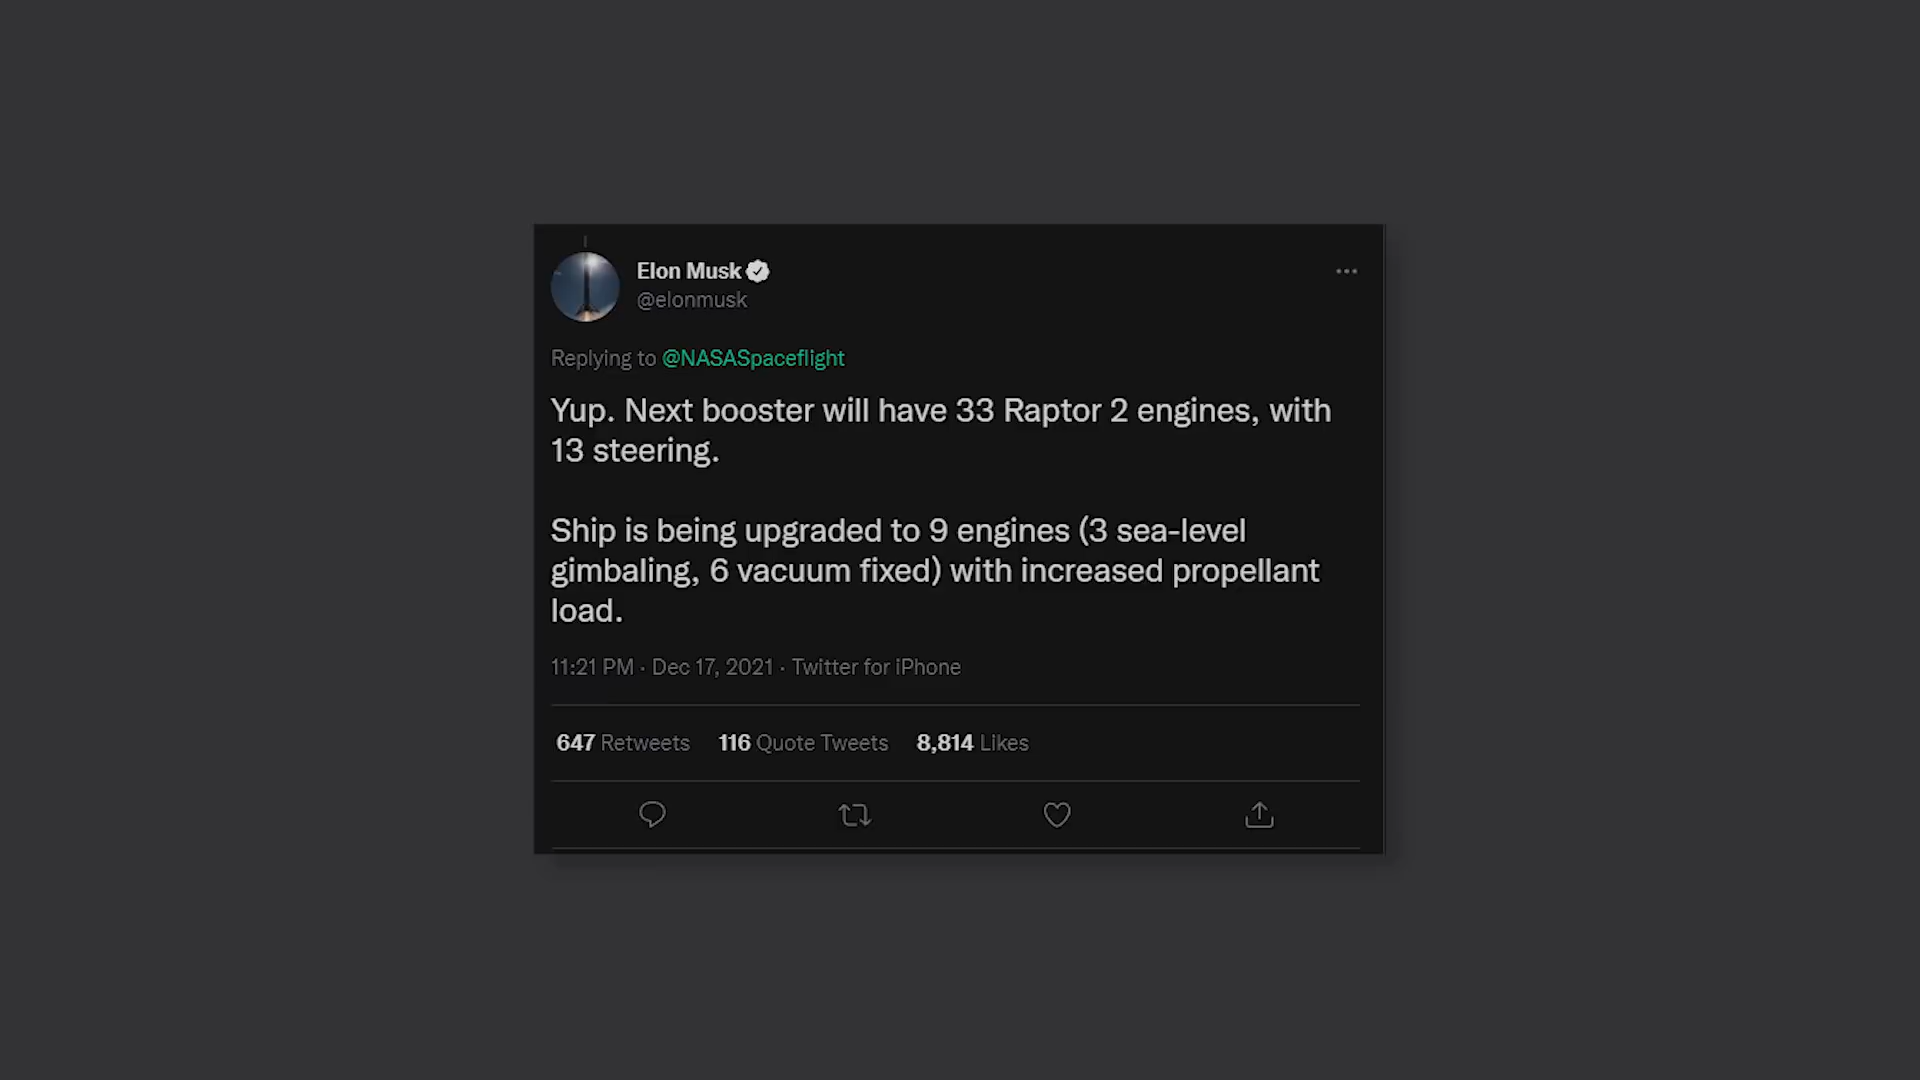 Elon Musk
@elonmusk
Replying to @NASASpaceflight
Yup. Next booster will have 33 Raptor 2 engines, with
13 steering.
Ship is being upgraded to 9 engines (3 sea-level
gimbaling, 6 vacuum fixed) with increased propellant
load.
11:21 PM · Dec 17, 2021 · Twitter for iPhone
647 Retweets 116 Quote Tweets 8,814 Likes